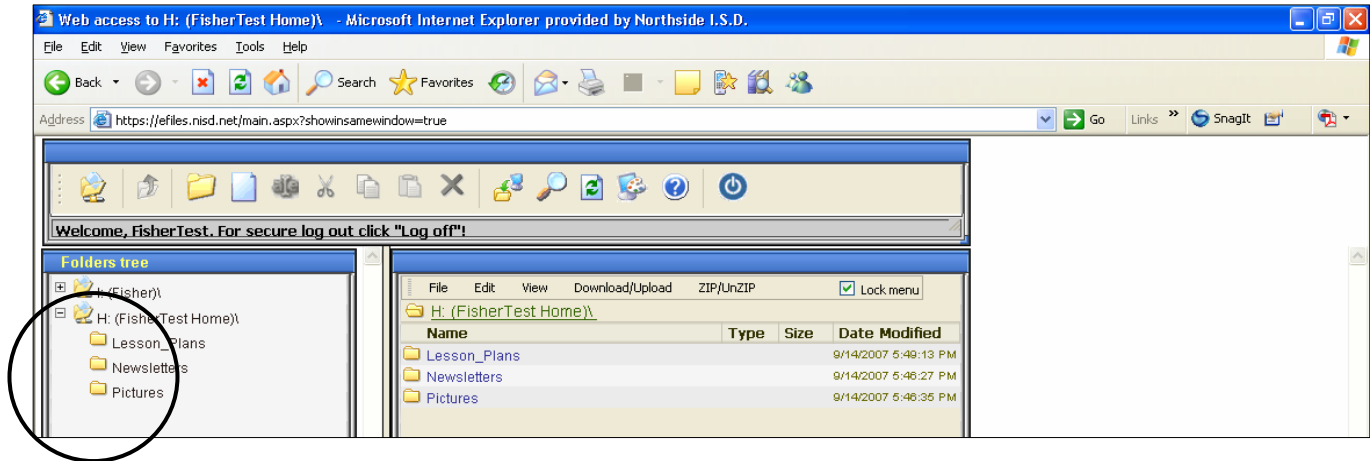 Web access to H: (FisherTest Home)\ - Microsoft Internet Explorer provided by Northside I.S.D.
File Edit View Favorites Tools Help
Back Search Favorites
Address https://efiles.nisd.net/main.aspx?showinsamewindow=true Go Links » SnagIt
Welcome, FisherTest. For secure log out click "Log off"!
Folders tree
I: (Fisher)\
H: (FisherTest Home)\
Lesson_Plans
Newsletters
Pictures
File Edit View Download/Upload ZIP/UnZIP Lock menu
H: (FisherTest Home)\
Name Type Size Date Modified
Lesson_Plans 9/14/2007 5:49:13 PM
Newsletters 9/14/2007 5:46:27 PM
Pictures 9/14/2007 5:46:35 PM